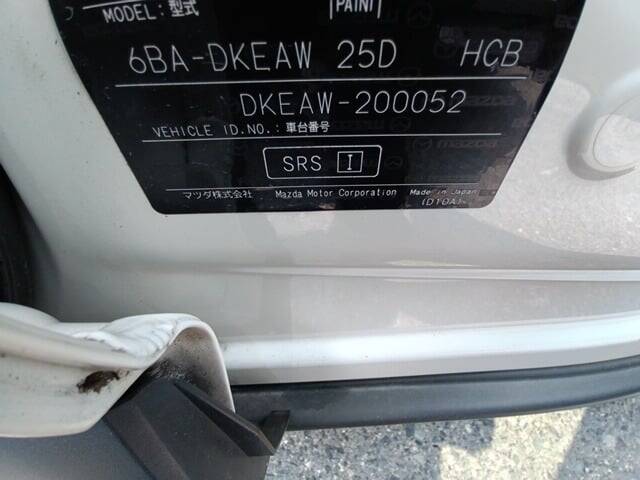 MODEL: 型式
PAINT
6BA-DKEAW 25D HCB
DKEAW-200052
VEHICLE ID.NO.: 車台番号
SRS I
マツダ株式会社 Mazda Motor Corporation Made in Japan
(D10A)